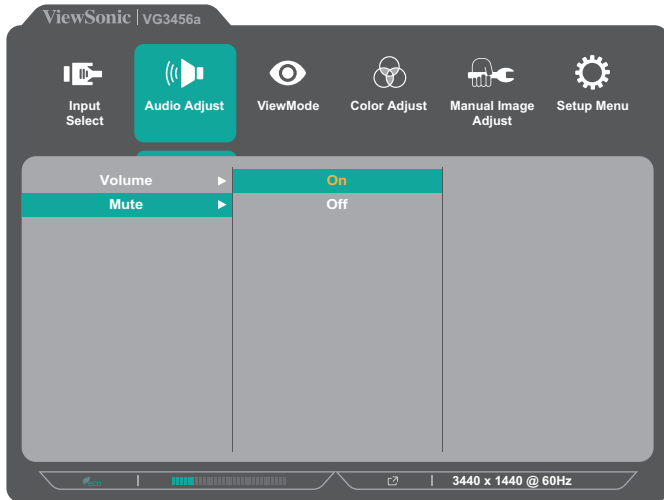 ViewSonic | VG3456a
Input Select
Audio Adjust
ViewMode
Color Adjust
Manual Image Adjust
Setup Menu
Volume
On
Mute
Off
eco
3440 x 1440 @ 60Hz